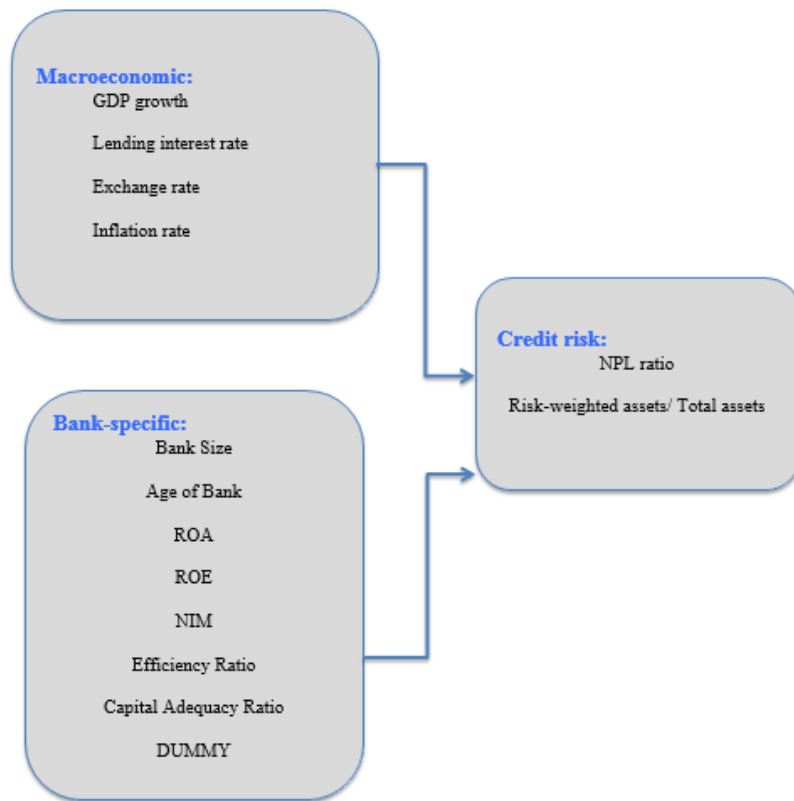 Macroeconomic:
GDP growth
Lending interest rate
Exchange rate
Inflation rate
Credit risk:
NPL ratio
Risk-weighted assets/ Total assets
Bank-specific:
Bank Size
Age of Bank
ROA
ROE
NIM
Efficiency Ratio
Capital Adequacy Ratio
DUMMY